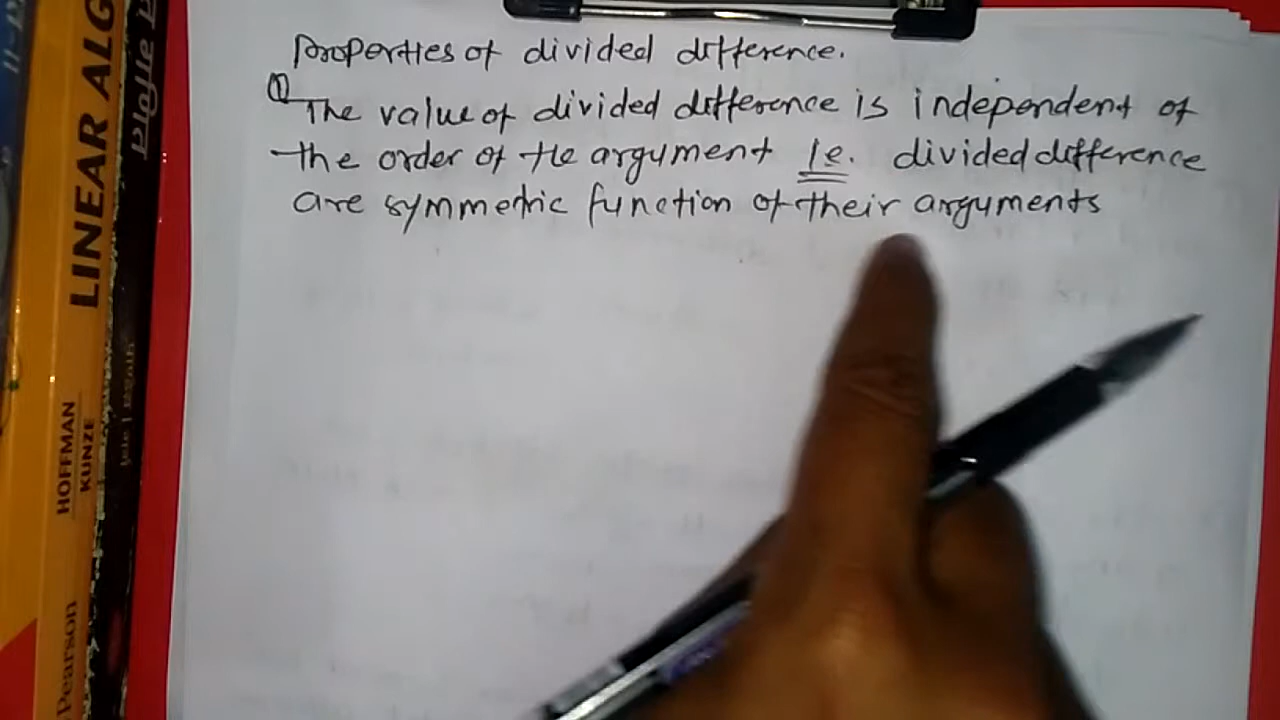 Properties of divided difference.
① The value of divided difference is independent of
the order of the argument ie. divided difference
are symmetric function of their arguments
LINEAR ALG
HOFFMAN
KUNZE
Pearson